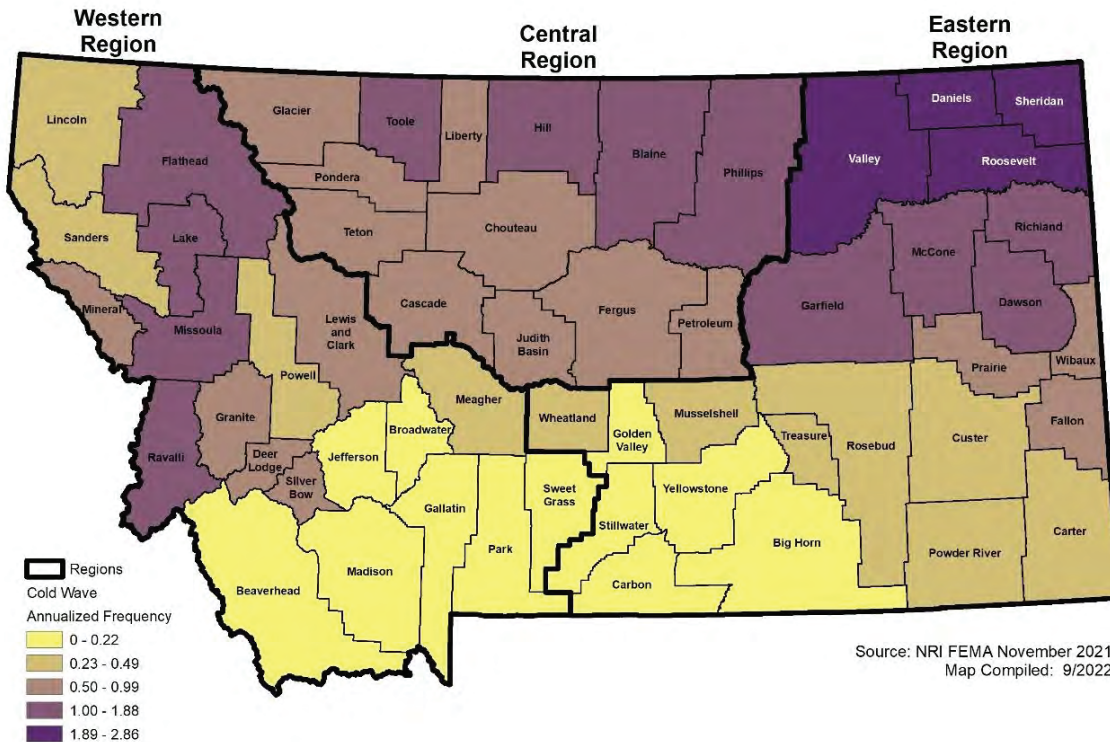 Western
Region
Central
Region
Eastern
Region
Lincoln
Flathead
Glacier
Toole
Liberty
Hill
Blaine
Phillips
Valley
Daniels
Sheridan
Roosevelt
Pondera
Teton
Chouteau
Sanders
Lake
McCone
Richland
Mineral
Missoula
Lewis
and
Clark
Cascade
Judith
Basin
Fergus
Petroleum
Garfield
Dawson
Powell
Prairie
Wibaux
Granite
Meagher
Wheatland
Golden
Valley
Musselshell
Treasure
Rosebud
Custer
Fallon
Ravalli
Deer
Lodge
Silver
Bow
Jefferson
Broadwater
Gallatin
Park
Sweet
Grass
Stillwater
Yellowstone
Big Horn
Powder River
Carter
Beaverhead
Madison
Carbon
Regions
Cold Wave
Annualized Frequency
0 - 0.22
0.23 - 0.49
0.50 - 0.99
1.00 - 1.88
1.89 - 2.86
Source: NRI FEMA November 2021
Map Compiled: 9/2022